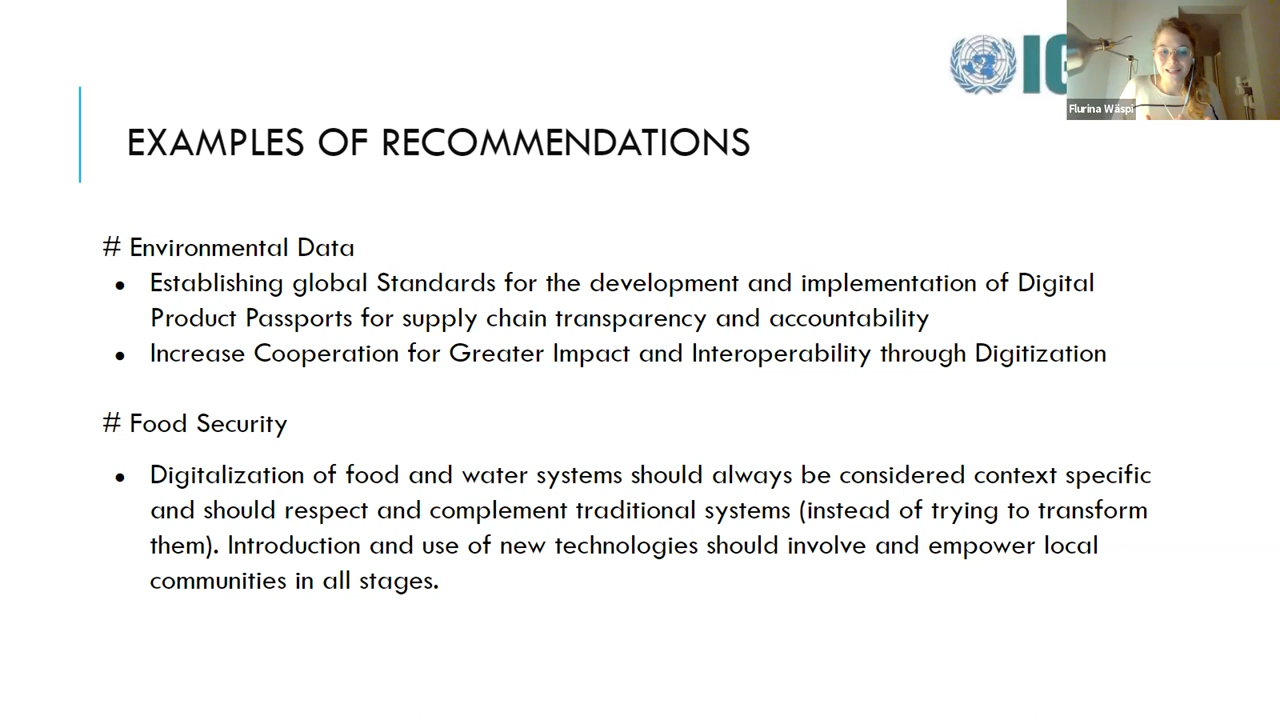 IG
Flurina Wäspi
EXAMPLES OF RECOMMENDATIONS
# Environmental Data
• Establishing global Standards for the development and implementation of Digital
Product Passports for supply chain transparency and accountability
• Increase Cooperation for Greater Impact and Interoperability through Digitization
# Food Security
• Digitalization of food and water systems should always be considered context specific
and should respect and complement traditional systems (instead of trying to transform
them). Introduction and use of new technologies should involve and empower local
communities in all stages.